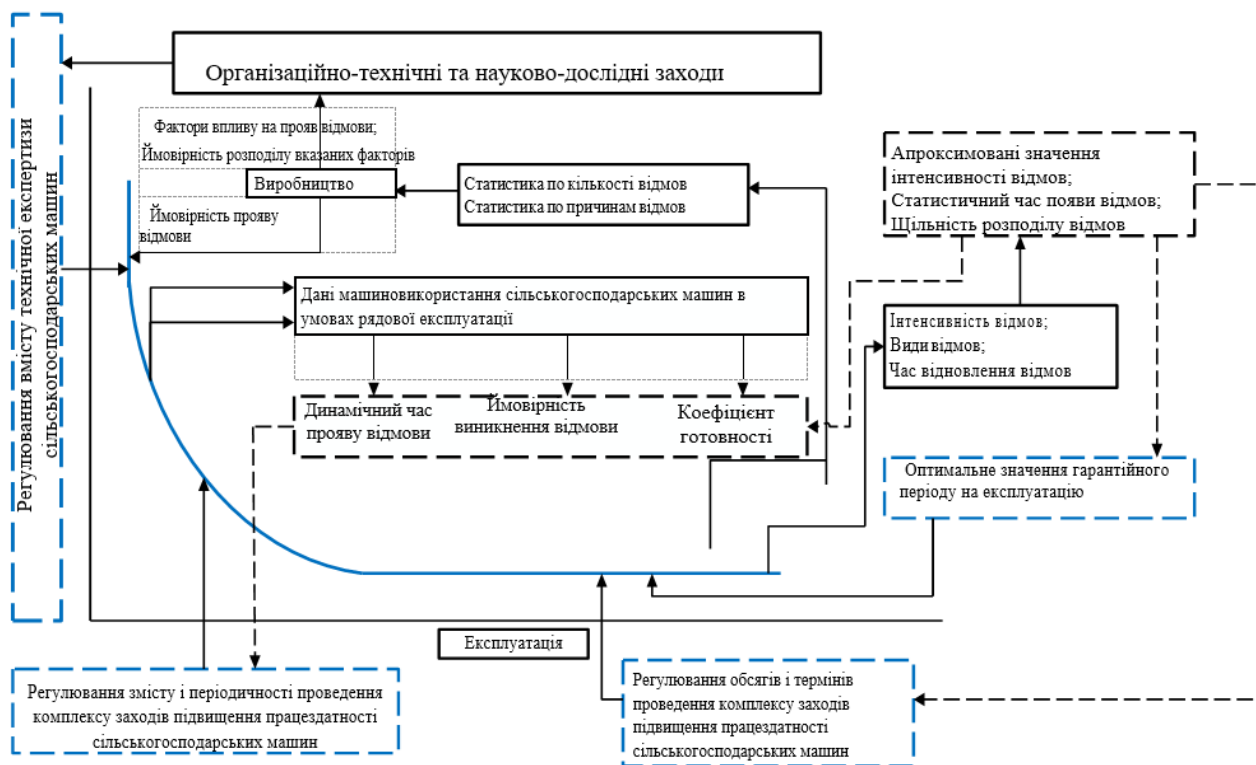 Регулювання вмісту технічної експертизи
сільськогосподарських машин
Організаційно-технічні та науково-дослідні заходи
Фактори впливу на прояв відмови;
Ймовірність розподілу вказаних факторів
Виробництво
Ймовірність прояву
відмови
Статистика по кількості відмов
Статистика по причинам відмов
Апроксимовані значення
інтенсивності відмов;
Статистичний час появи відмов;
Щільність розподілу відмов
Дані машиновикористання сільськогосподарських машин в
умовах рядової експлуатації
Інтенсивність відмов;
Види відмов;
Час відновлення відмов
Динамічний час
прояву відмови
Ймовірність
виникнення відмови
Коефіцієнт
готовності
Оптимальне значення гарантійного
періоду на експлуатацію
Експлуатація
Регулювання змісту і періодичності проведення
комплексу заходів підвищення працездатності
сільськогосподарських машин
Регулювання обсягів і термінів
проведення комплексу заходів
підвищення працездатності
сільськогосподарських машин